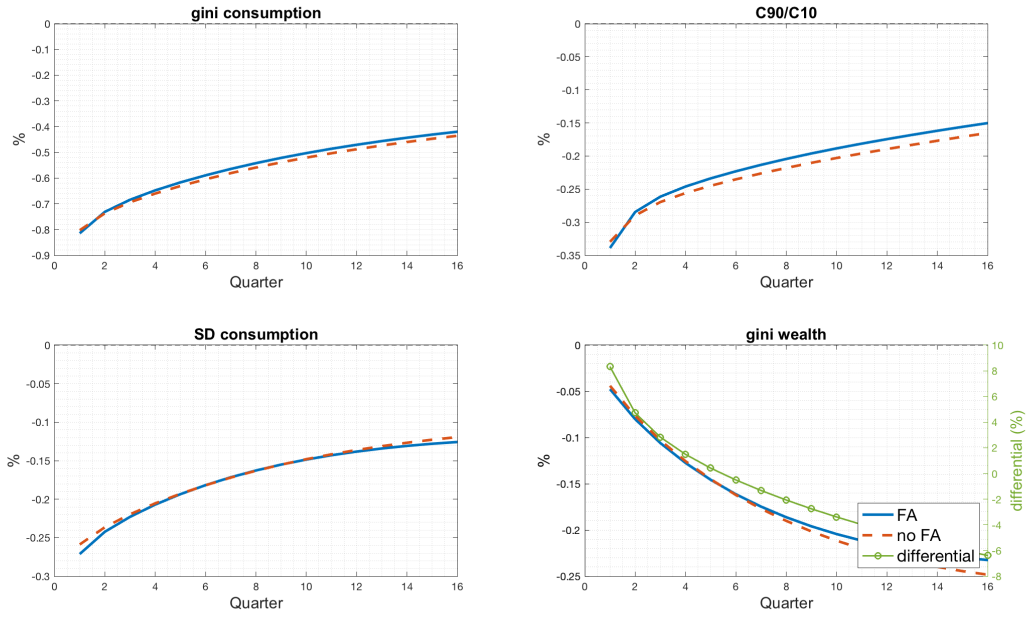 gini consumption
0
-0.1
-0.2
-0.3
-0.4
-0.5
-0.6
-0.7
-0.8
-0.9
%
0 2 4 6 8 10 12 14 16
Quarter
C90/C10
0
-0.05
-0.1
-0.15
-0.2
-0.25
-0.3
-0.35
%
0 2 4 6 8 10 12 14 16
Quarter
SD consumption
0
-0.05
-0.1
-0.15
-0.2
-0.25
-0.3
%
0 2 4 6 8 10 12 14 16
Quarter
gini wealth
0
-0.05
-0.1
-0.15
-0.2
-0.25
%
10
8
6
4
2
0
-2
-4
-6
-8
differential (%)
FA
no FA
differential
0 2 4 6 8 10 12 14 16
Quarter